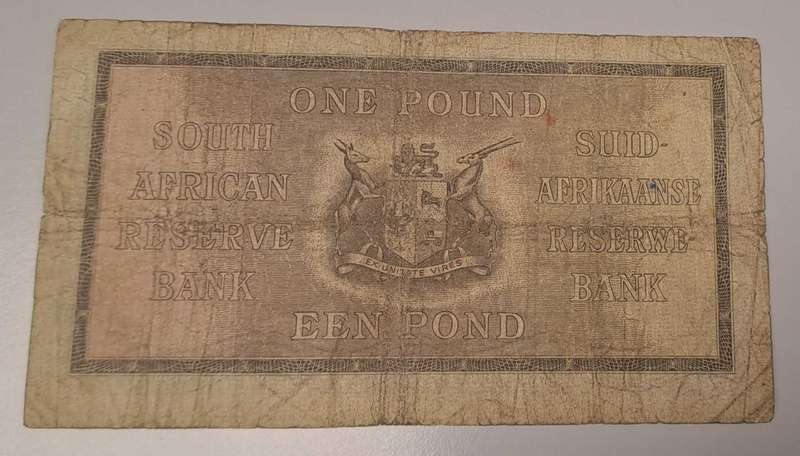 ONE POUND
SOUTH
AFRICAN
RESERVE
BANK
SUID-
AFRIKAANSE
RESERWE-
BANK
EX UNITATE VIRES
EEN POND